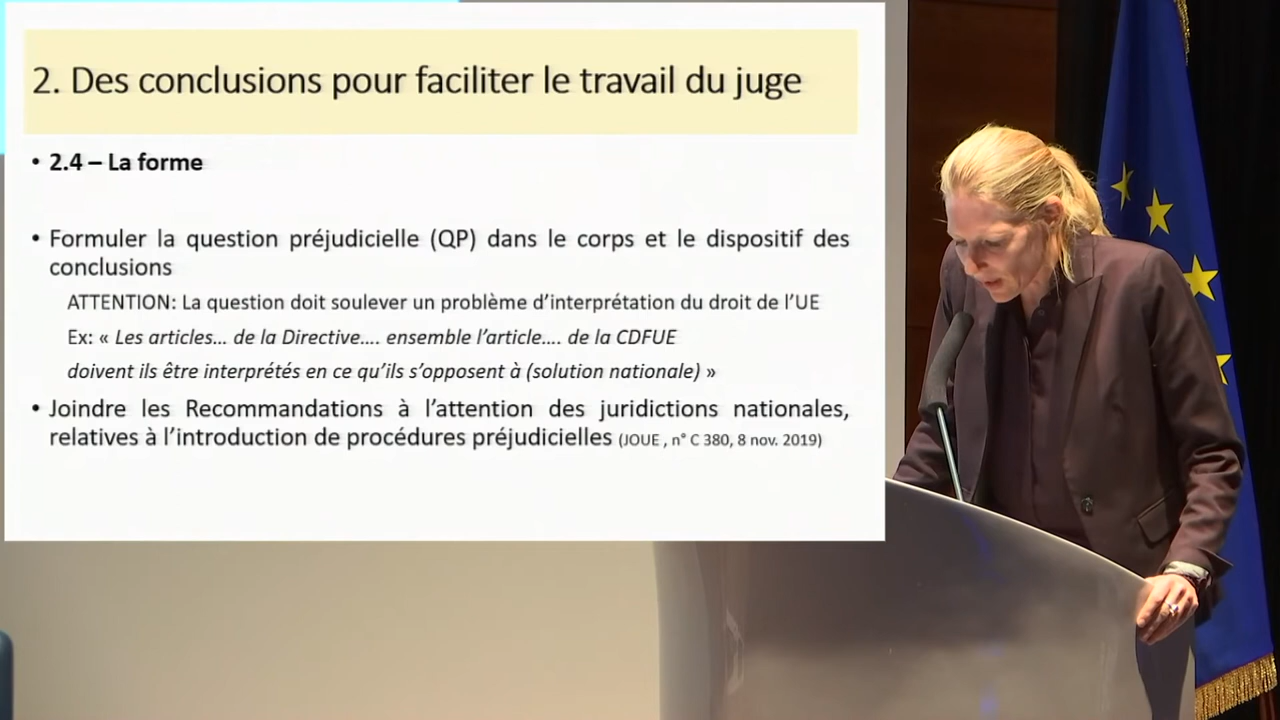 2. Des conclusions pour faciliter le travail du juge
• 2.4 – La forme
• Formuler la question préjudicielle (QP) dans le corps et le dispositif des
conclusions
ATTENTION: La question doit soulever un problème d’interprétation du droit de l’UE
Ex: « Les articles... de la Directive.... ensemble l’article.... de la CDFUE
doivent ils être interprétés en ce qu’ils s’opposent à (solution nationale) »
• Joindre les Recommandations à l’attention des juridictions nationales,
relatives à l’introduction de procédures préjudicielles (JOUE , n° C 380, 8 nov. 2019)